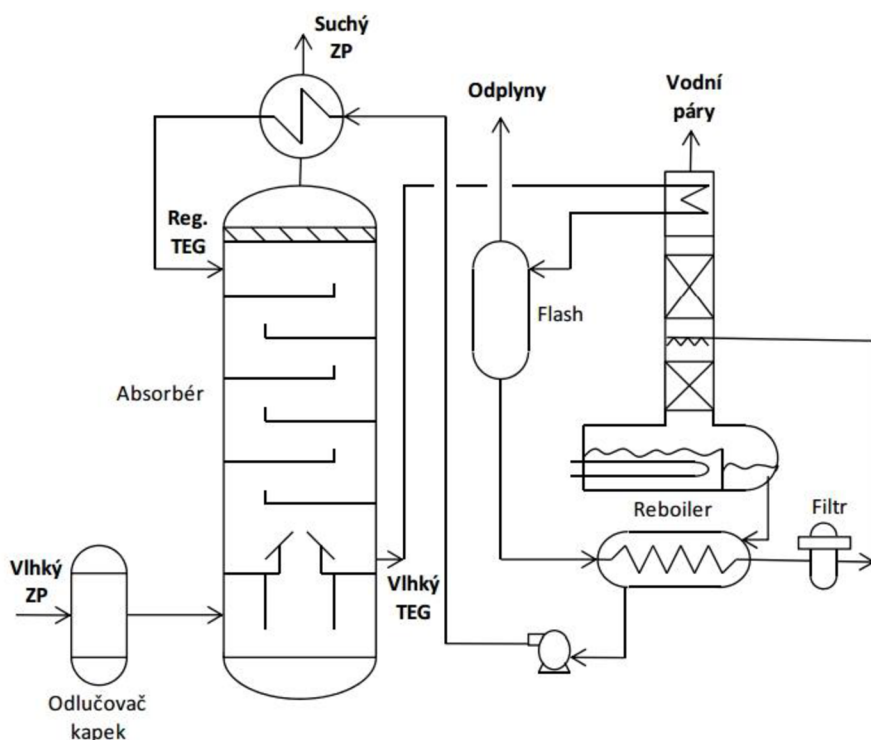 Suchý
ZP
Odplyny
Vodní
páry
Reg.
TEG
Flash
Absorbér
Reboiler
Filtr
Vlhký
ZP
Vlhký
TEG
Odlučovač
kapek